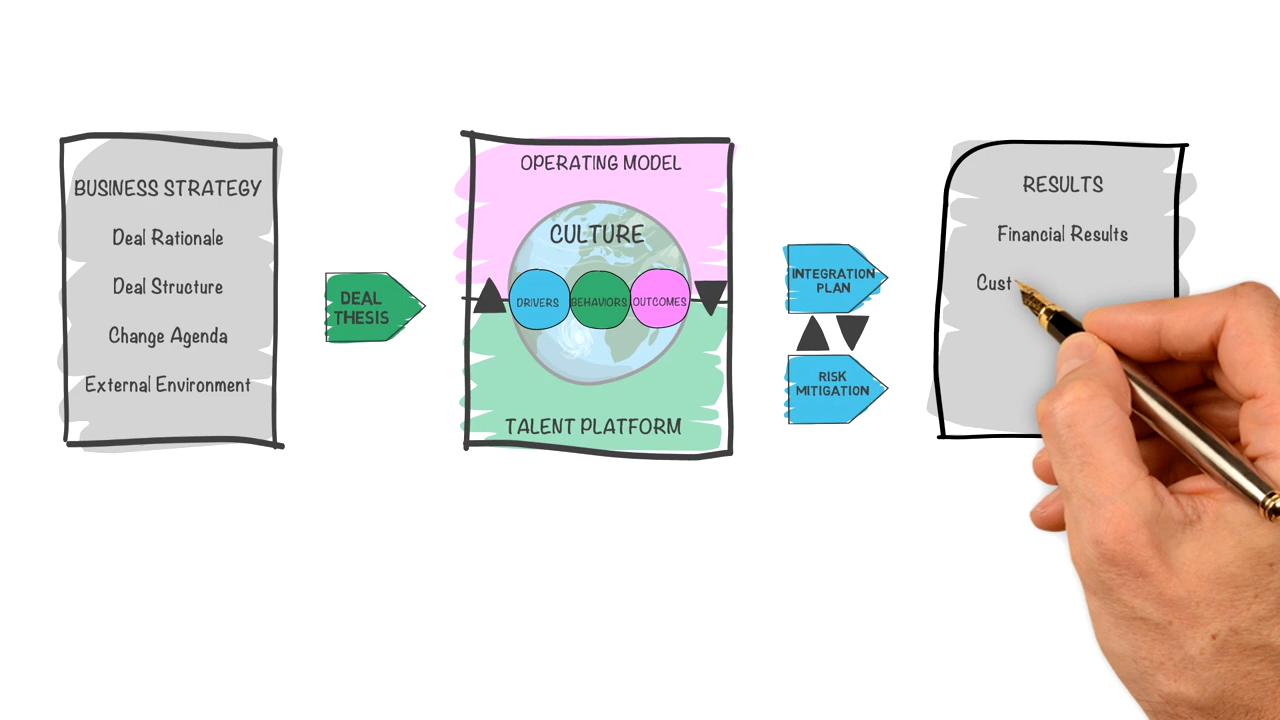 BUSINESS STRATEGY
Deal Rationale
Deal Structure
Change Agenda
External Environment
DEAL
THESIS
OPERATING MODEL
CULTURE
DRIVERS
BEHAVIORS
OUTCOMES
TALENT PLATFORM
INTEGRATION
PLAN
RISK
MITIGATION
RESULTS
Financial Results
Cust